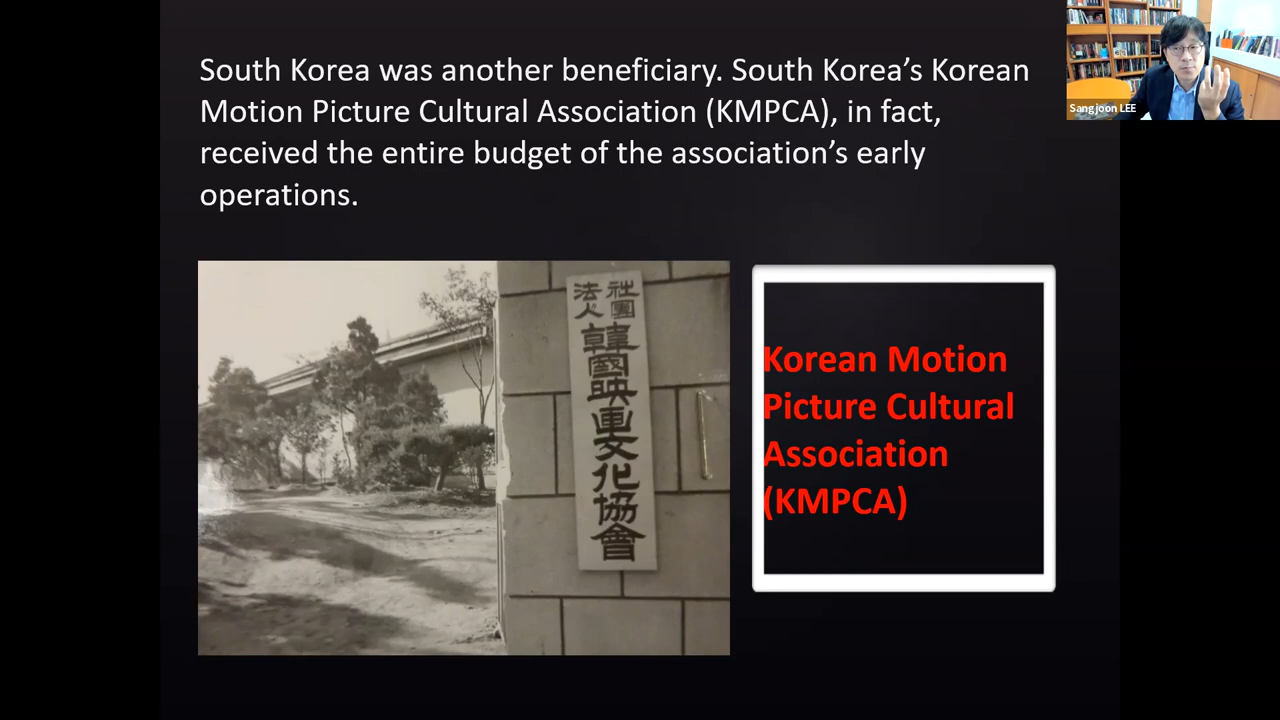 South Korea was another beneficiary. South Korea’s Korean
Motion Picture Cultural Association (KMPCA), in fact,
received the entire budget of the association’s early
operations.
Sangjoon LEE
社團
法人
韓國映画文化協會
Korean Motion
Picture Cultural
Association
(KMPCA)